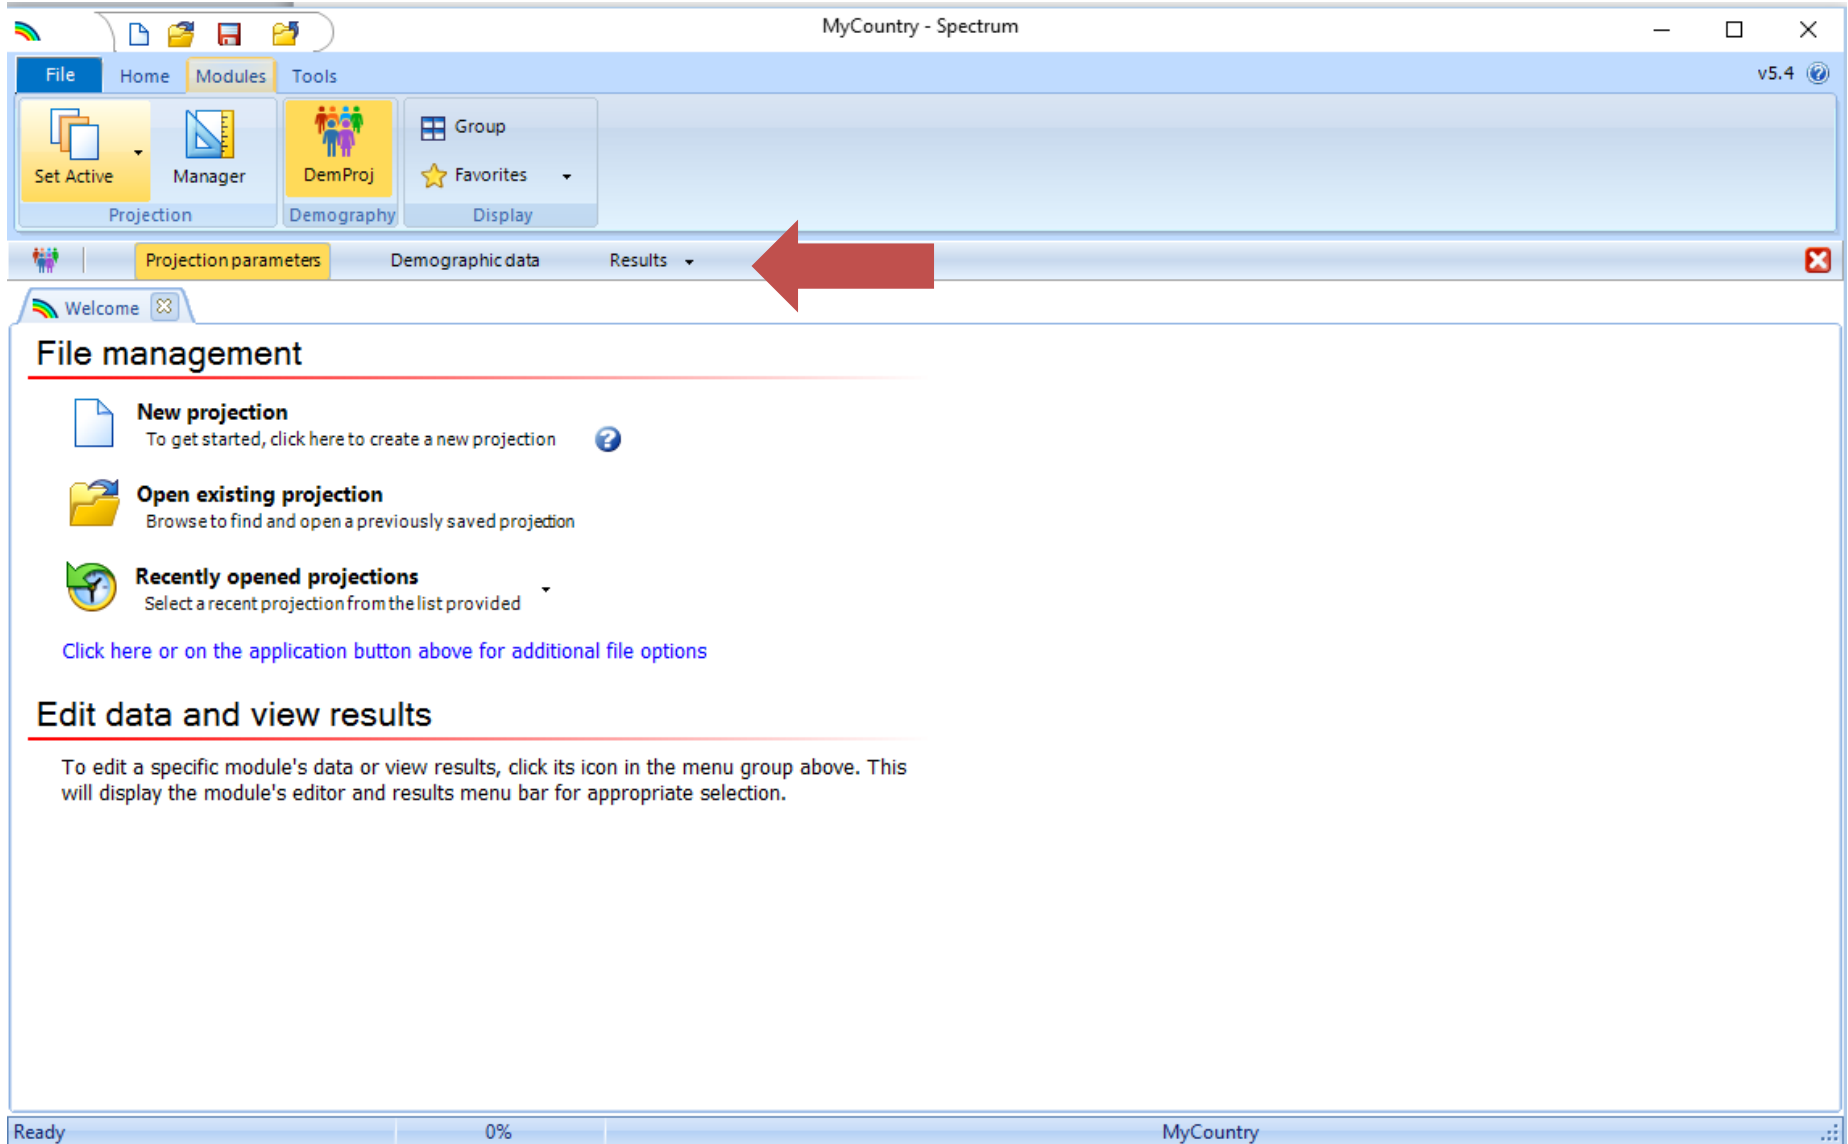 MyCountry - Spectrum
File Home Modules Tools v5.4
Set Active Manager DemProj Group
Favorites
Projection Demography Display
Projection parameters Demographic data Results
Welcome
File management
New projection
To get started, click here to create a new projection
Open existing projection
Browse to find and open a previously saved projection
Recently opened projections
Select a recent projection from the list provided
Click here or on the application button above for additional file options
Edit data and view results
To edit a specific module's data or view results, click its icon in the menu group above. This
will display the module's editor and results menu bar for appropriate selection.
Ready 0% MyCountry